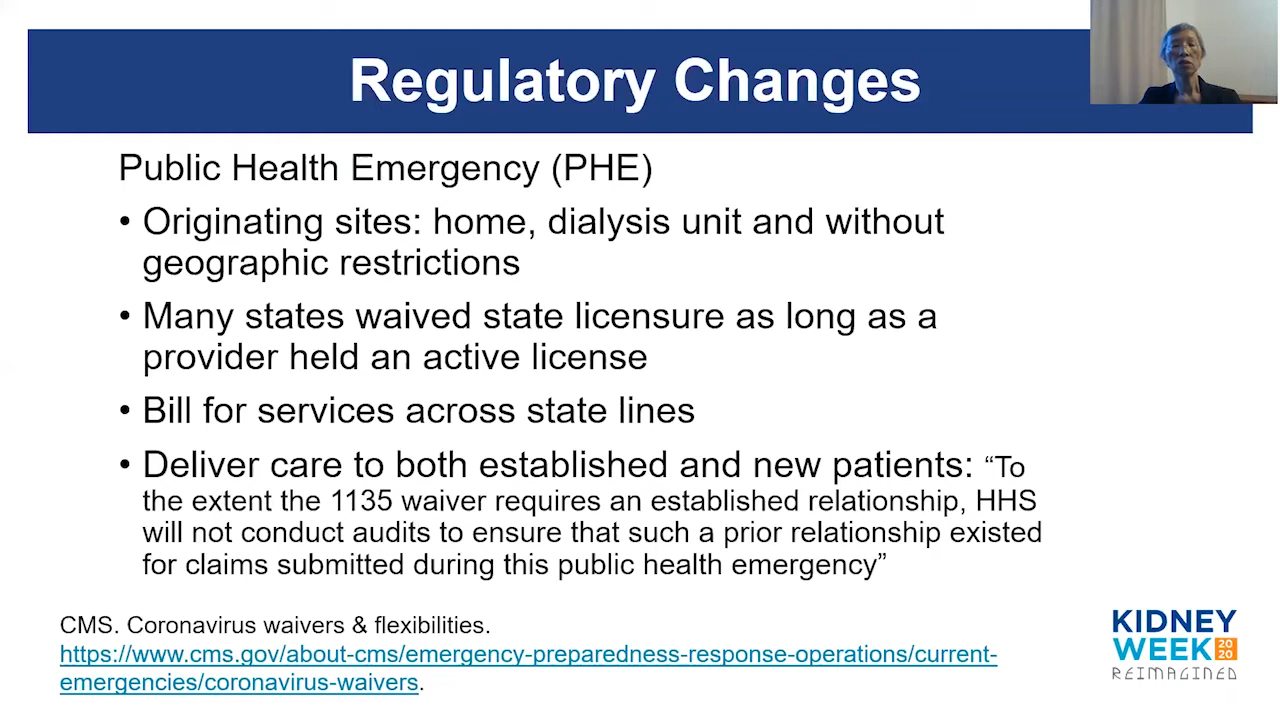 Regulatory Changes
Public Health Emergency (PHE)
• Originating sites: home, dialysis unit and without
geographic restrictions
• Many states waived state licensure as long as a
provider held an active license
• Bill for services across state lines
• Deliver care to both established and new patients: “To
the extent the 1135 waiver requires an established relationship, HHS
will not conduct audits to ensure that such a prior relationship existed
for claims submitted during this public health emergency”
CMS. Coronavirus waivers & flexibilities.
https://www.cms.gov/about-cms/emergency-preparedness-response-operations/current-
emergencies/coronavirus-waivers.
KIDNEY
WEEK 2020
REIMAGINED